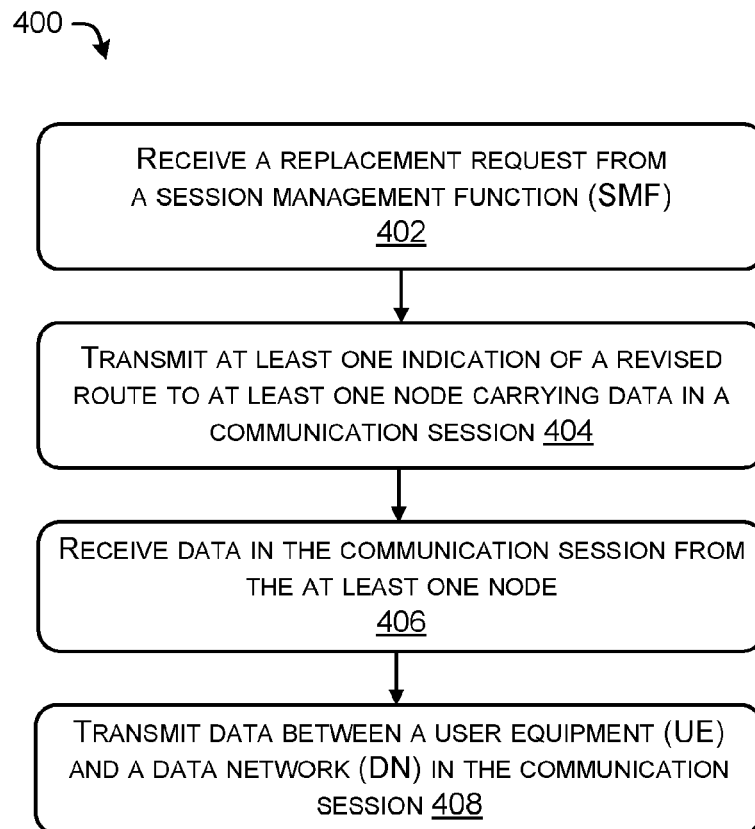 400
RECEIVE A REPLACEMENT REQUEST FROM
A SESSION MANAGEMENT FUNCTION (SMF)
402
TRANSMIT AT LEAST ONE INDICATION OF A REVISED
ROUTE TO AT LEAST ONE NODE CARRYING DATA IN A
COMMUNICATION SESSION 404
RECEIVE DATA IN THE COMMUNICATION SESSION FROM
THE AT LEAST ONE NODE
406
TRANSMIT DATA BETWEEN A USER EQUIPMENT (UE)
AND A DATA NETWORK (DN) IN THE COMMUNICATION
SESSION 408